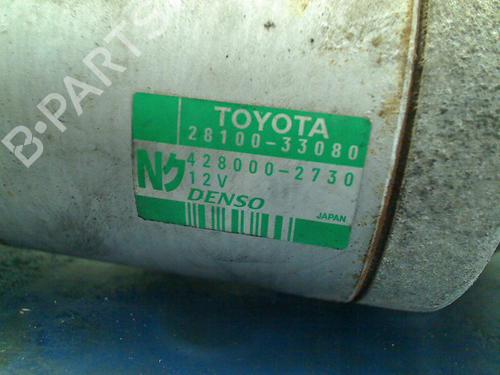 B-PARTS
TOYOTA
28100-33080
Nク
428000-2730
12V
DENSO
JAPAN